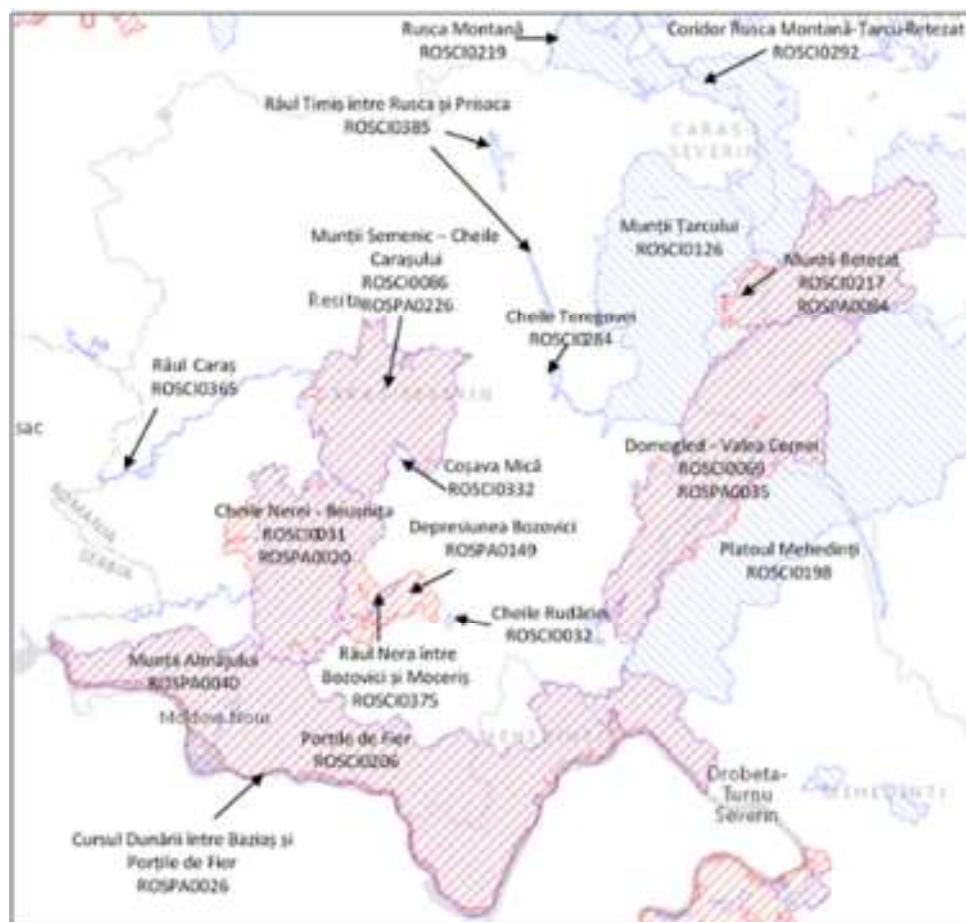 Rusca Montană
ROSCI0219
Coridor Rusca Montană-Țarcu-Retezat
ROSCI0292
Râul Timiș între Rusca și Prisaca
ROSCI0385
CARAȘ-
SEVERIN
Munții Țarcului
ROSCI0126
Munții Semenic – Cheile
Carașului
ROSCI0086
ROSPA0226
Resita
Munții Retezat
ROSCI0217
ROSPA0084
Cheile Teregovei
ROSCI0284
Râul Caraș
ROSCI0365
sac
Domogled - Valea Cernei
ROSCI0069
ROSPA0035
Coșava Mică
ROSCI0332
Cheile Nerei - Beușnița
ROSCI0031
ROSPA0020
ROMANIA
SERBIA
Depresiunea Bozovici
ROSPA0149
Platoul Mehedinți
ROSCI0198
Cheile Rudăriei
ROSCI0032
Râul Nera între
Bozovici și Moceriș
ROSCI0375
Munții Almăjului
ROSPA0040
Moldova Noua
Porțile de Fier
ROSCI0206
MEHEDINTI
Drobeta-
Turnu
Severin
MEHEDINTI
Cursul Dunării între Baziaș și
Porțile de Fier
ROSPA0026